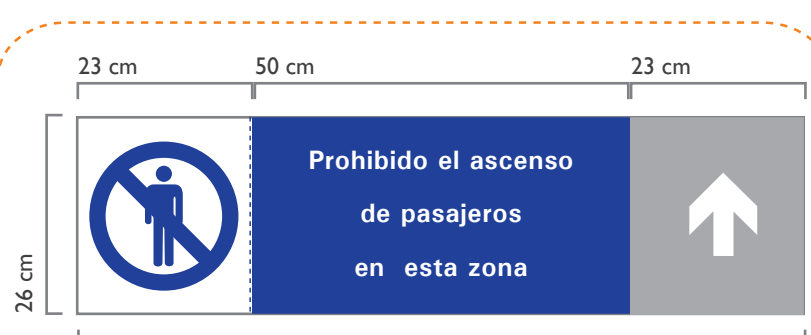 23 cm 50 cm 23 cm
Prohibido el ascenso
de pasajeros
en esta zona
26 cm